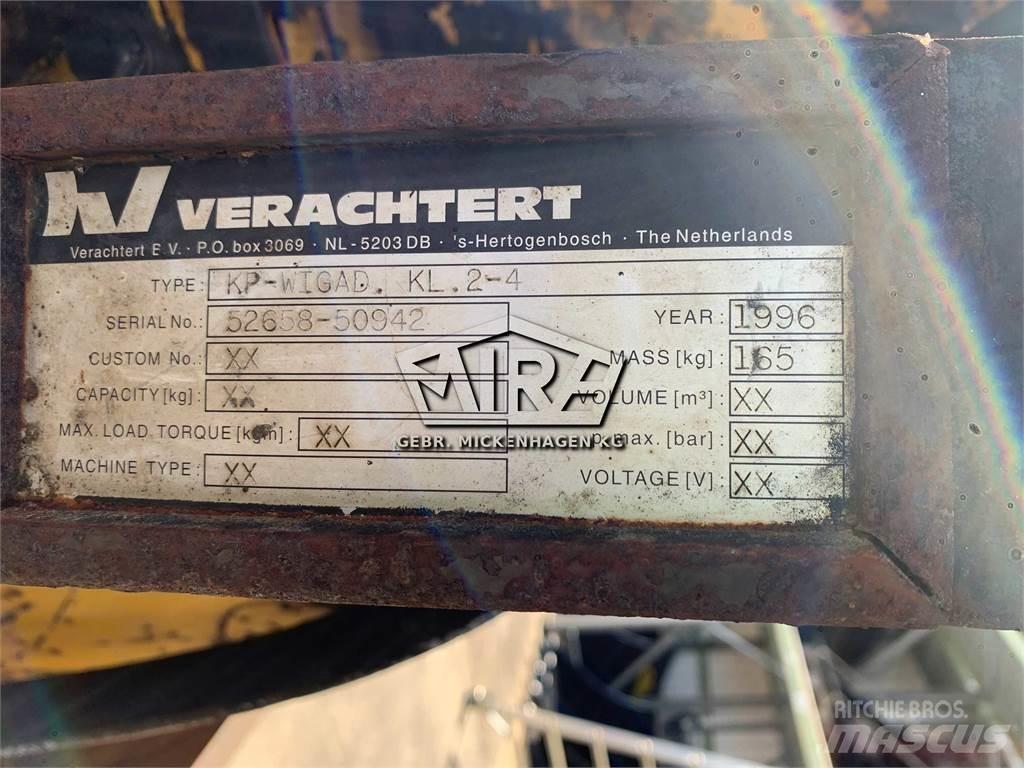 VERACHTERT
Verachtert B.V. · P.O. box 3069 · NL - 5203 DB · 's-Hertogenbosch · The Netherlands
TYPE: KP-WIGAD. KL.2-4
SERIAL No.: 52658-50942 YEAR: 1996
CUSTOM No: XX MASS [kg]: 165
CAPACITY [kg]: XX VOLUME [m³]: XX
MAX. LOAD TORQUE [kgm]: XX p.max. [bar]: XX
MACHINE TYPE: XX VOLTAGE [V]: XX
MIRA
GEBR. MICKENHAGEN KG
RITCHIE BROS.
MASCUS